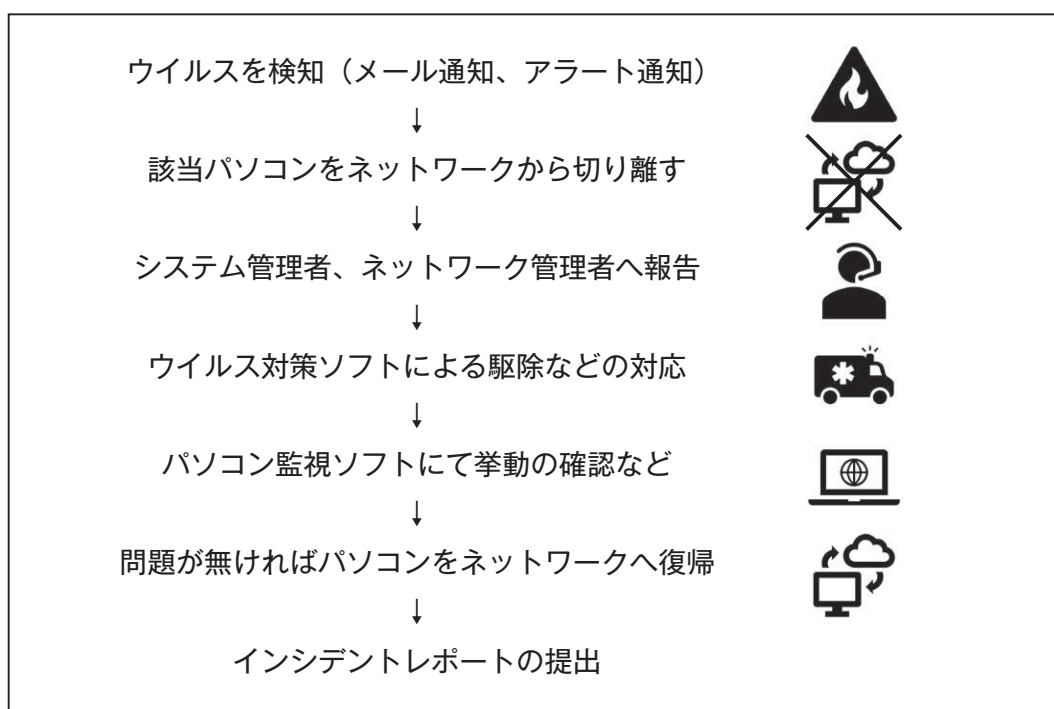 ウイルスを検知（メール通知、アラート通知）
↓
該当パソコンをネットワークから切り離す
↓
システム管理者、ネットワーク管理者へ報告
↓
ウイルス対策ソフトによる駆除などの対応
↓
パソコン監視ソフトにて挙動の確認など
↓
問題が無ければパソコンをネットワークへ復帰
↓
インシデントレポートの提出